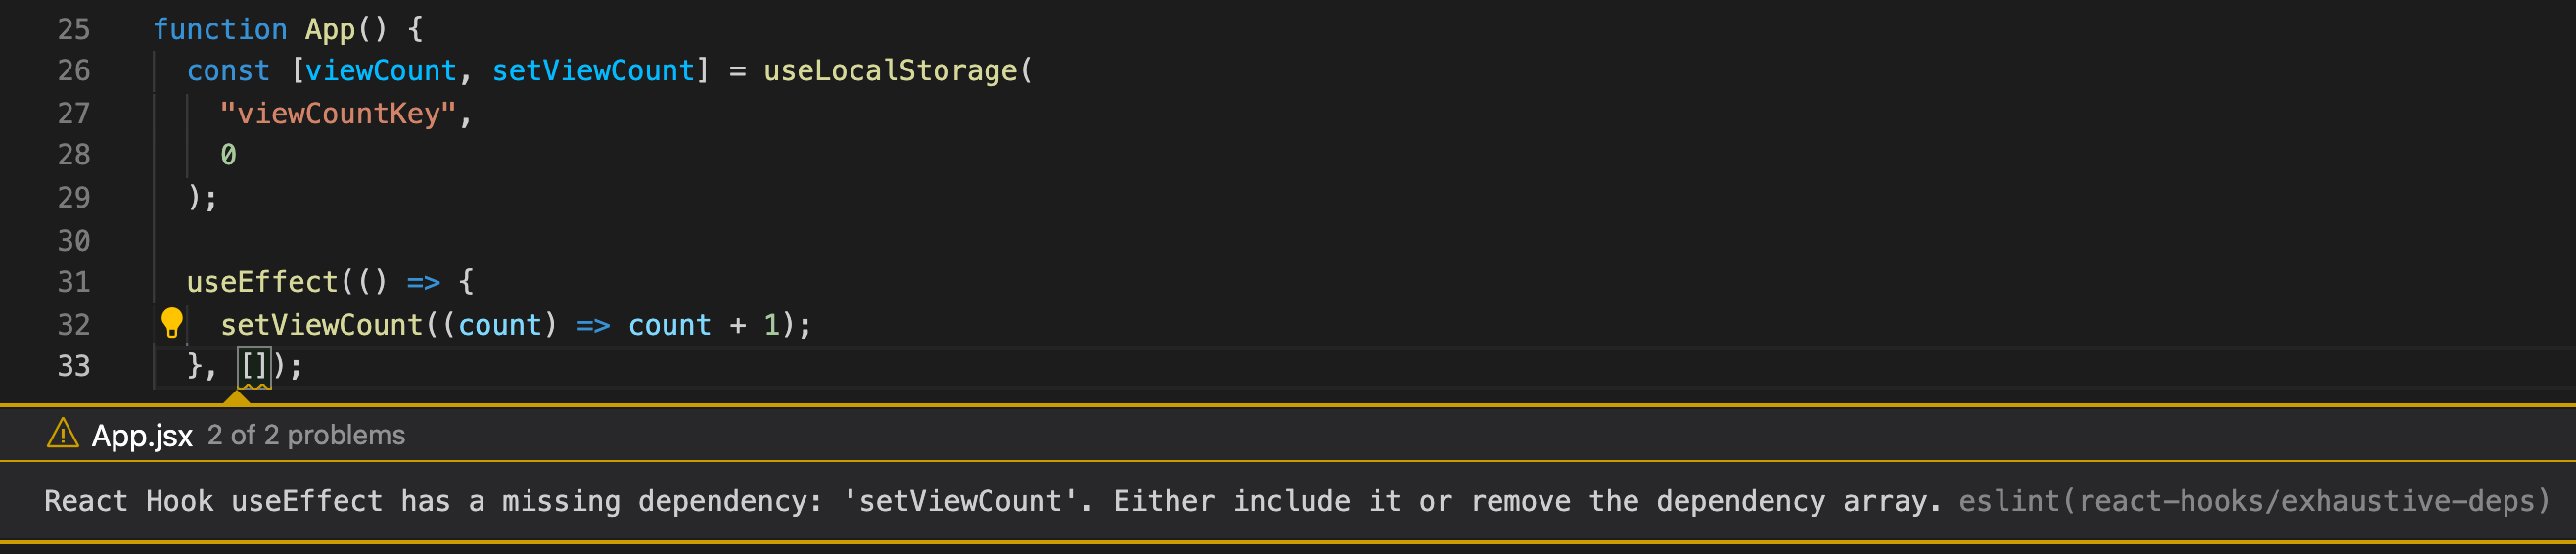 25 function App() {
26 const [viewCount, setViewCount] = useLocalStorage(
27 "viewCountKey",
28 0
29 );
30
31 useEffect(() => {
32 setViewCount((count) => count + 1);
33 }, []);
App.jsx 2 of 2 problems
React Hook useEffect has a missing dependency: 'setViewCount'. Either include it or remove the dependency array. eslint(react-hooks/exhaustive-deps)